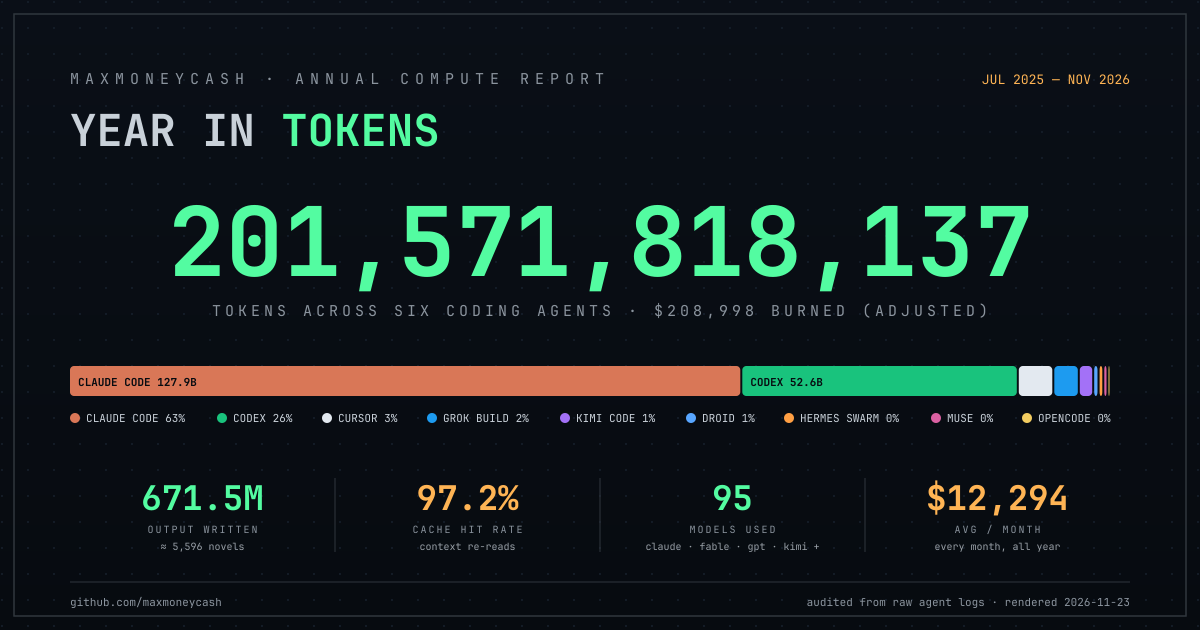 MAXMONEYCASH · ANNUAL COMPUTE REPORT
JUL 2025 — NOV 2026
YEAR IN TOKENS
201,571,818,137
TOKENS ACROSS SIX CODING AGENTS · $208,998 BURNED (ADJUSTED)
CLAUDE CODE 127.9B
CODEX 52.6B
CLAUDE CODE 63% CODEX 26% CURSOR 3% GROK BUILD 2% KIMI CODE 1% DROID 1% HERMES SWARM 0% MUSE 0% OPENCODE 0%
671.5M
OUTPUT WRITTEN
≈ 5,596 novels
97.2%
CACHE HIT RATE
context re-reads
95
MODELS USED
claude · fable · gpt · kimi +
$12,294
AVG / MONTH
every month, all year
github.com/maxmoneycash
audited from raw agent logs · rendered 2026-11-23